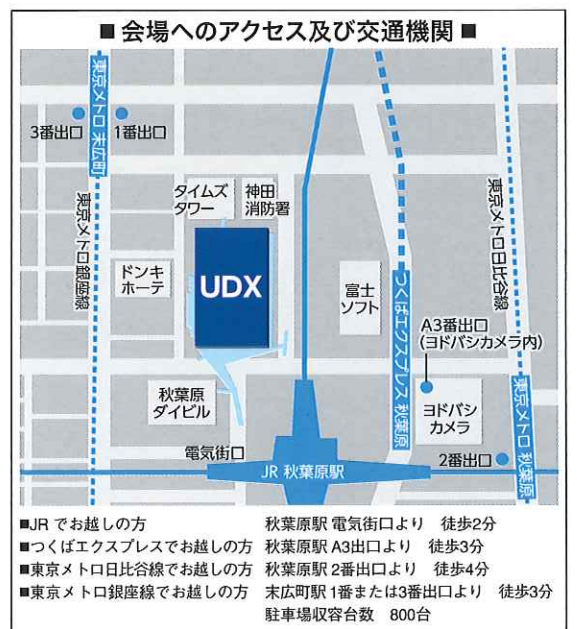 ■ 会場へのアクセス及び交通機関 ■
東京メトロ 末広町
3番出口
1番出口
東京メトロ銀座線
タイムズ
タワー
神田
消防署
UDX
ドンキ
ホーテ
富士
ソフト
つくばエクスプレス 秋葉原
東京メトロ日比谷線
A3番出口
(ヨドバシカメラ内)
ヨドバシ
カメラ
東京メトロ 秋葉原
2番出口
秋葉原
ダイビル
電気街口
JR 秋葉原駅
■JR でお越しの方 秋葉原駅 電気街口より 徒歩2分
■つくばエクスプレスでお越しの方 秋葉原駅 A3出口より 徒歩3分
■東京メトロ日比谷線でお越しの方 秋葉原駅 2番出口より 徒歩4分
■東京メトロ銀座線でお越しの方 末広町駅 1番または3番出口より 徒歩3分
駐車場収容台数 800台